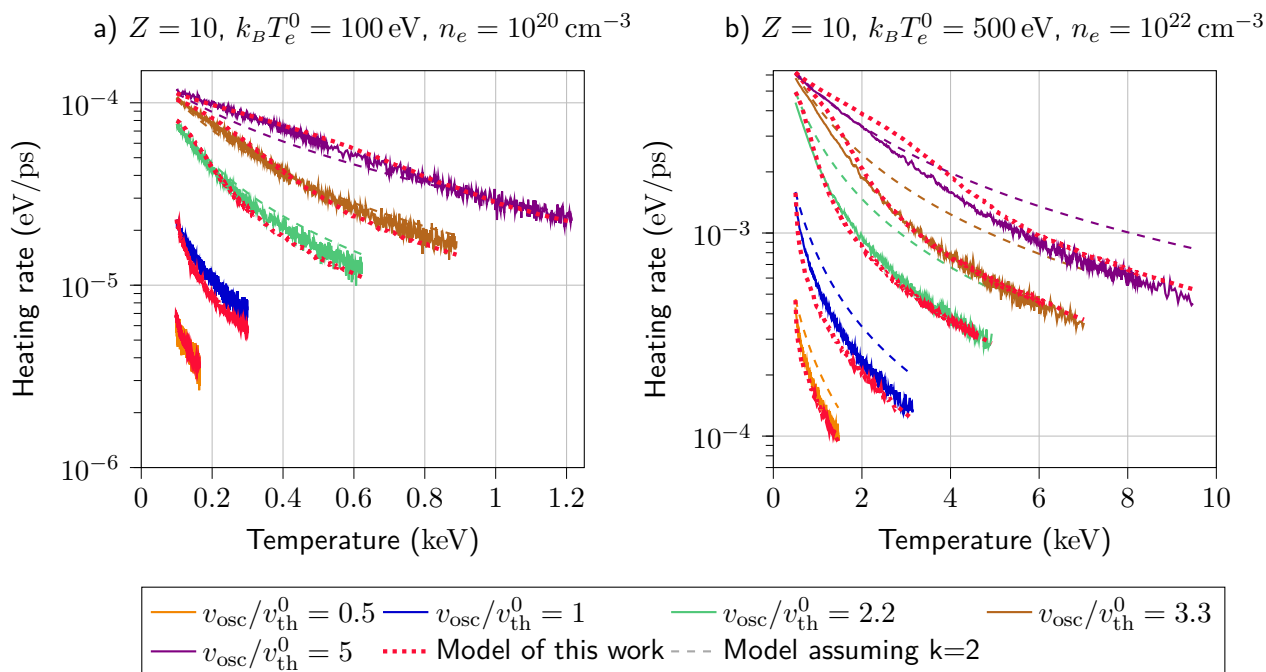 a) Z = 10, k_B T_e^0 = 100 eV, n_e = 10^20 cm^−3
b) Z = 10, k_B T_e^0 = 500 eV, n_e = 10^22 cm^−3
Heating rate (eV/ps)
10^−4
10^−5
10^−6
0 0.2 0.4 0.6 0.8 1 1.2
Temperature (keV)
Heating rate (eV/ps)
10^−3
10^−4
0 2 4 6 8 10
Temperature (keV)
v_osc/v_th^0 = 0.5 v_osc/v_th^0 = 1 v_osc/v_th^0 = 2.2 v_osc/v_th^0 = 3.3
v_osc/v_th^0 = 5 Model of this work Model assuming k=2